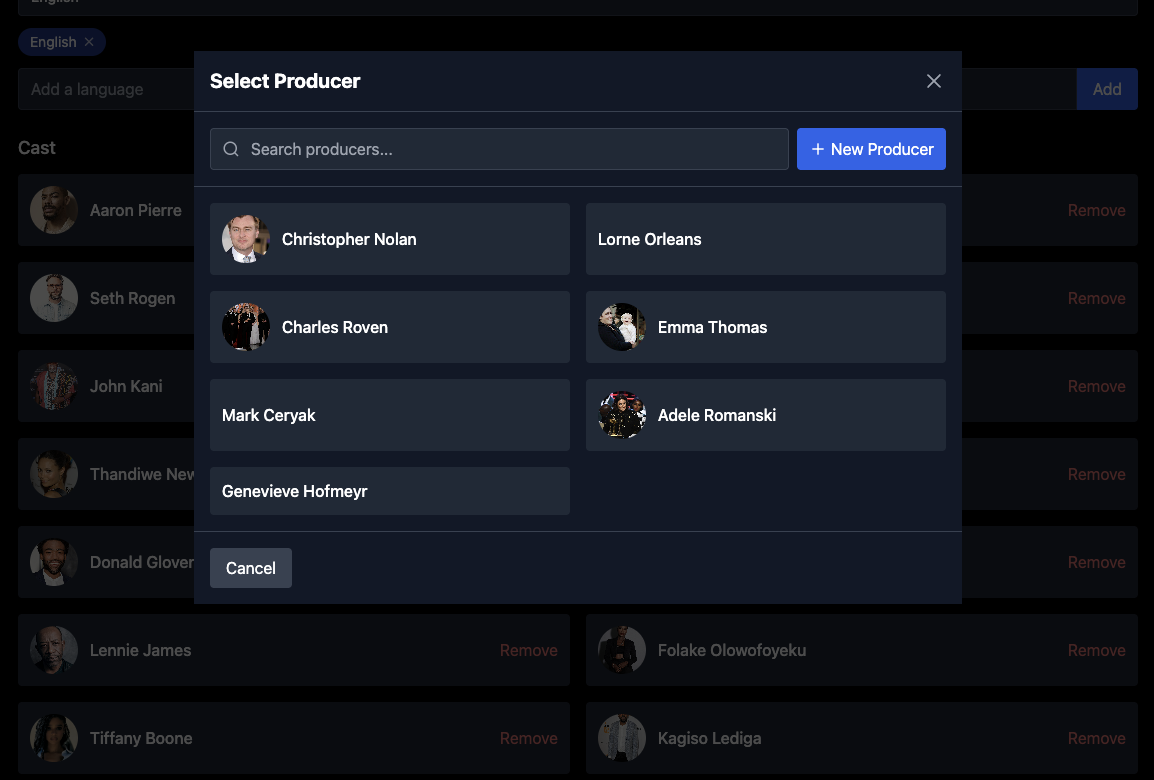 English
English ×
Add a language
Add
Select Producer
Search producers...
+ New Producer
Christopher Nolan
Lorne Orleans
Charles Roven
Emma Thomas
Mark Ceryak
Adele Romanski
Genevieve Hofmeyr
Cancel
Cast
Aaron Pierre
Remove
Seth Rogen
Remove
John Kani
Remove
Thandiwe New
Remove
Donald Glover
Remove
Lennie James
Remove
Folake Olowofoyeku
Remove
Tiffany Boone
Remove
Kagiso Lediga
Remove